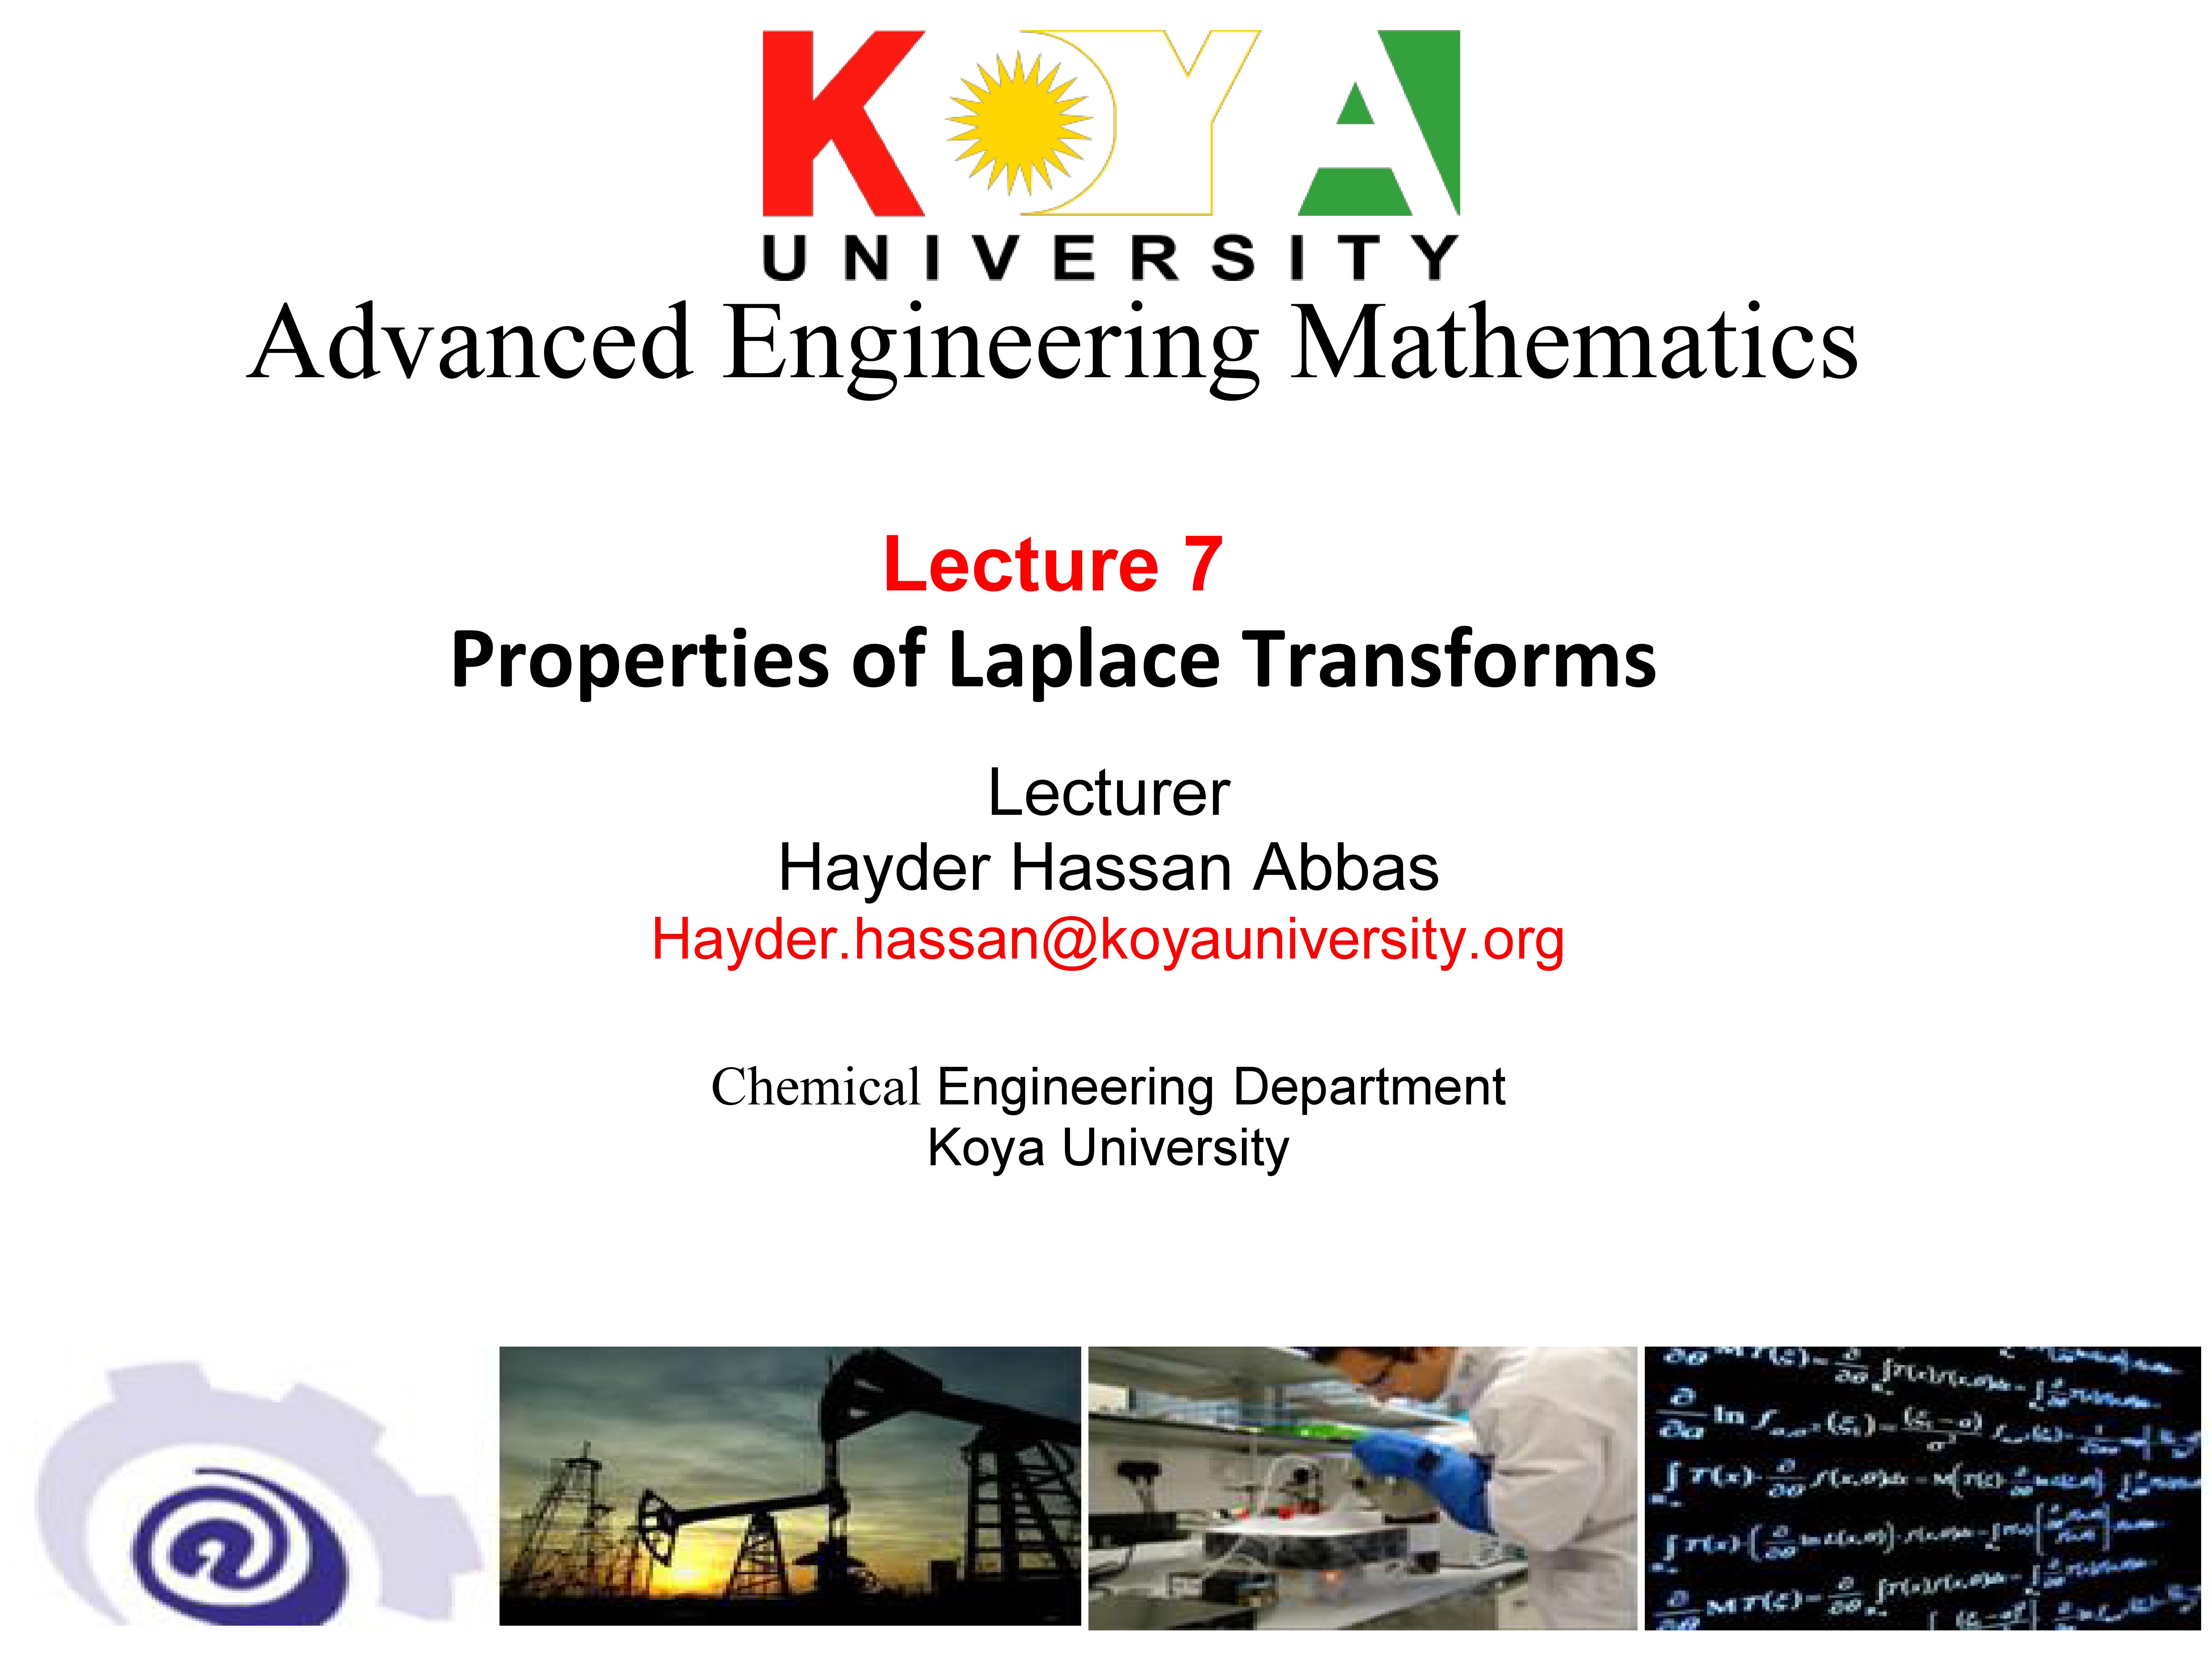 KOYA
UNIVERSITY
Advanced Engineering Mathematics
Lecture 7
Properties of Laplace Transforms
Lecturer
Hayder Hassan Abbas
Hayder.hassan@koyauniversity.org
Chemical Engineering Department
Koya University
@